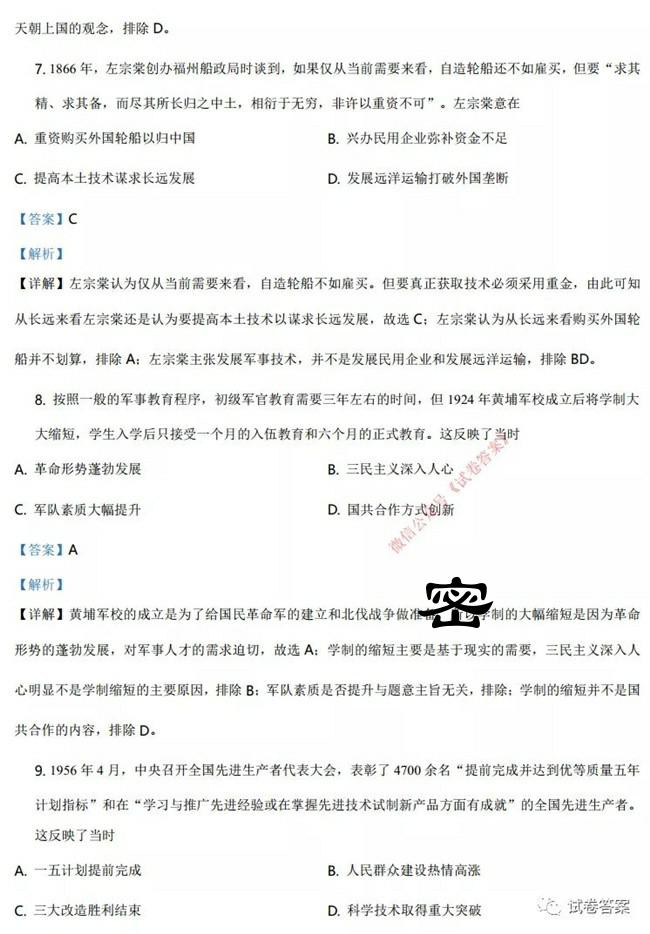 天朝上国的观念，排除 D。
7. 1866 年，左宗棠创办福州船政局时谈到，如果仅从当前需要来看，自造轮船还不如雇买，但要“求其
精、求其备，而尽其所长归之中土，相衍于无穷，非许以重资不可”。左宗棠意在
A. 重资购买外国轮船以归中国 B. 兴办民用企业弥补资金不足
C. 提高本土技术谋求长远发展 D. 发展远洋运输打破外国垄断
【答案】C
【解析】
【详解】左宗棠认为仅从当前需要来看，自造轮船不如雇买。但要真正获取技术必须采用重金，由此可知
从长远来看左宗棠还是认为要提高本土技术以谋求长远发展，故选 C；左宗棠认为从长远来看购买外国轮
船并不划算，排除 A；左宗棠主张发展军事技术，并不是发展民用企业和发展远洋运输，排除 BD。
8. 按照一般的军事教育程序，初级军官教育需要三年左右的时间，但 1924 年黄埔军校成立后将学制大
大缩短，学生入学后只接受一个月的入伍教育和六个月的正式教育。这反映了当时
A. 革命形势蓬勃发展 B. 三民主义深入人心
C. 军队素质大幅提升 D. 国共合作方式创新
微信公众号《试卷答案》
【答案】A
【解析】
密
【详解】黄埔军校的成立是为了给国民革命军的建立和北伐战争做准 以学制的大幅缩短是因为革命
形势的蓬勃发展，对军事人才的需求迫切，故选 A；学制的缩短主要是基于现实的需要，三民主义深入人
心明显不是学制缩短的主要原因，排除 B；军队素质是否提升与题意主旨无关，排除；学制的缩短并不是国
共合作的内容，排除 D。
9. 1956 年 4 月，中央召开全国先进生产者代表大会，表彰了 4700 余名“提前完成并达到优等质量五年
计划指标”和在“学习与推广先进经验或在掌握先进技术试制新产品方面有成就”的全国先进生产者。
这反映了当时
A. 一五计划提前完成 B. 人民群众建设热情高涨
C. 三大改造胜利结束 D. 科学技术取得重大突破
试卷答案